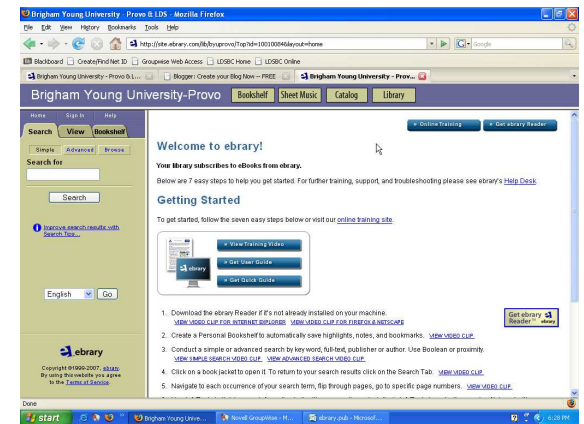 Brigham Young University - Provo & LDS - Mozilla Firefox
File Edit View History Bookmarks Tools Help
http://site.ebrary.com/lib/byuprovo/Top?id=10010084&layout=home
Google
Blackboard Create/Find Net ID Groupwise Web Access LDSBC Home LDSBC Online
Brigham Young University - Provo & L... Blogger: Create your Blog Now -- FREE Brigham Young University - Prov...
Brigham Young University-Provo Bookshelf Sheet Music Catalog Library
Home Sign In Help
Search View Bookshelf
Simple Advanced Browse
Search for
Search
Improve search results with
Search Tips...
English Go
ebrary
Copyright ©1999-2007, ebrary.
By using this website you agree
to the Terms of Service.
» Online Training » Get ebrary Reader
Welcome to ebrary!
Your library subscribes to eBooks from ebrary.
Below are 7 easy steps to help you get started. For further training, support, and troubleshooting please see ebrary's Help Desk.
Getting Started
To get started, follow the seven easy steps below or visit our online training site.
ebrary
» View Training Video
» Get User Guide
» Get Quick Guide
1. Download the ebrary Reader if it's not already installed on your machine.
VIEW VIDEO CLIP FOR INTERNET EXPLORER VIEW VIDEO CLIP FOR FIREFOX & NETSCAPE
Get ebrary
Reader™ ebrary
2. Create a Personal Bookshelf to automatically save highlights, notes, and bookmarks. VIEW VIDEO CLIP.
3. Conduct a simple or advanced search by key word, full-text, publisher or author. Use Boolean or proximity.
VIEW SIMPLE SEARCH VIDEO CLIP VIEW ADVANCED SEARCH VIDEO CLIP.
4. Click on a book jacket to open it. To return to your search results click on the Search Tab. VIEW VIDEO CLIP
5. Navigate to each occurrence of your search term, flip through pages, go to specific page numbers. VIEW VIDEO CLIP
Done
start Brigham Young Unive... Novell GroupWise - M... ebrary.pub - Microsof... 6:28 PM